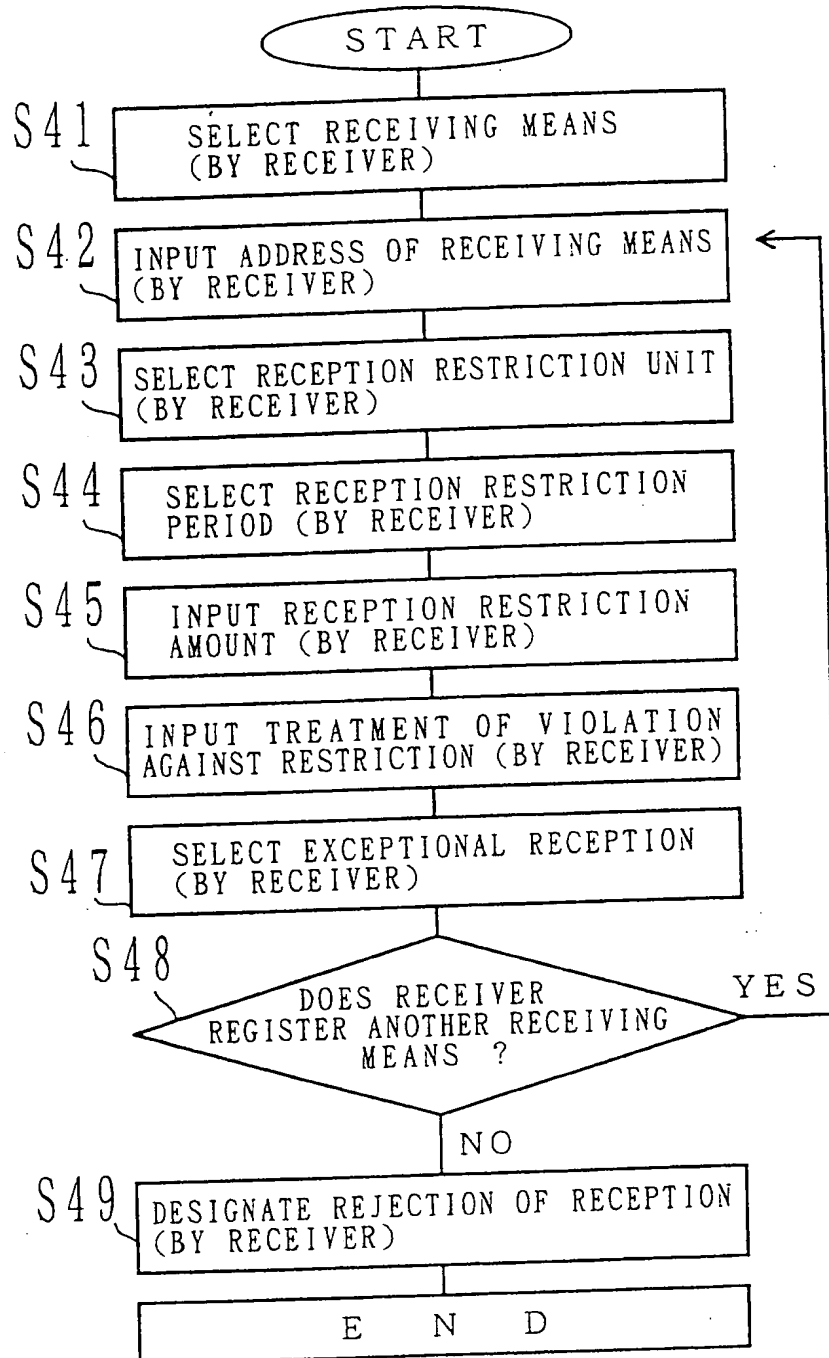 START
S41
SELECT RECEIVING MEANS
(BY RECEIVER)
S42
INPUT ADDRESS OF RECEIVING MEANS
(BY RECEIVER)
S43
SELECT RECEPTION RESTRICTION UNIT
(BY RECEIVER)
S44
SELECT RECEPTION RESTRICTION
PERIOD (BY RECEIVER)
S45
INPUT RECEPTION RESTRICTION
AMOUNT (BY RECEIVER)
S46
INPUT TREATMENT OF VIOLATION
AGAINST RESTRICTION (BY RECEIVER)
S47
SELECT EXCEPTIONAL RECEPTION
(BY RECEIVER)
S48
DOES RECEIVER
REGISTER ANOTHER RECEIVING
MEANS ?
YES
NO
S49
DESIGNATE REJECTION OF RECEPTION
(BY RECEIVER)
E N D